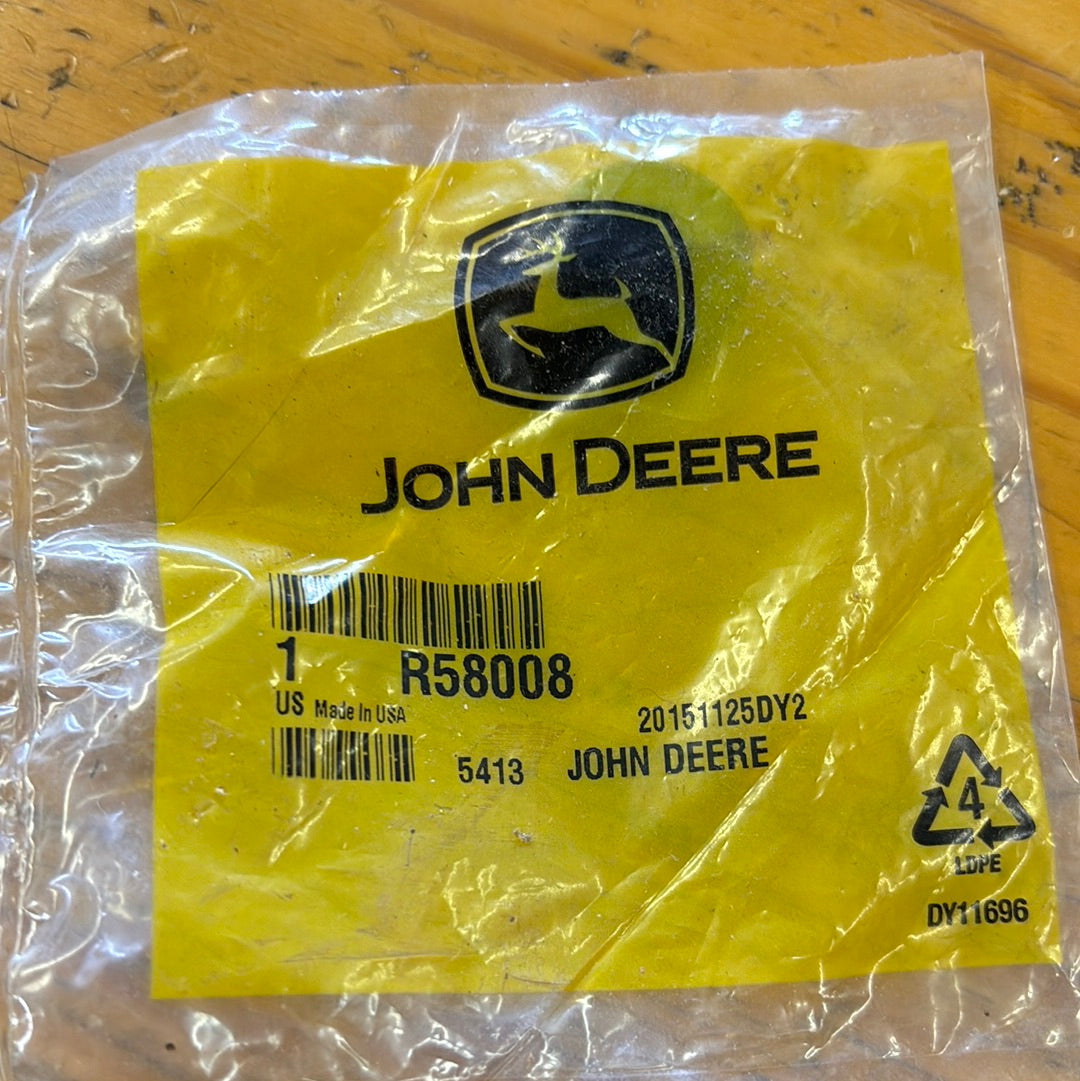 JOHN DEERE
1 R58008
US Made In USA
20151125DY2
5413 JOHN DEERE
4
LDPE
DY11696